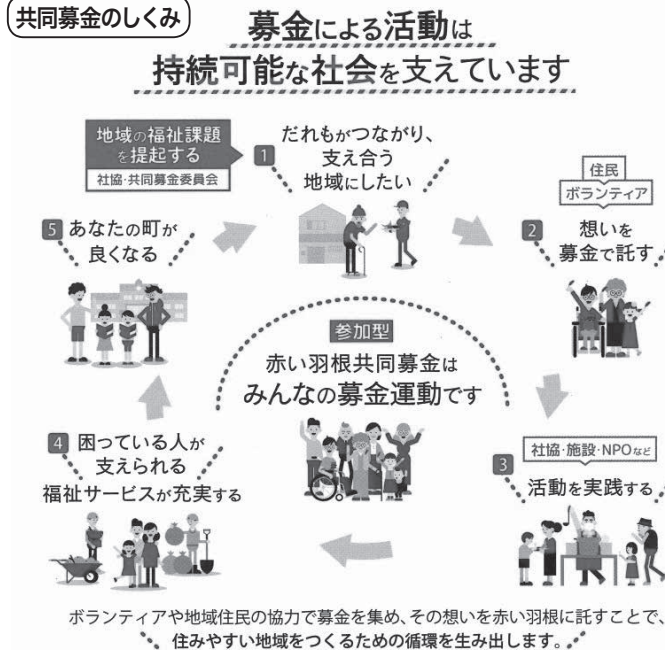 共同募金のしくみ
募金による活動は
持続可能な社会を支えています
地域の福祉課題
を提起する
社協・共同募金委員会
1 だれもがつながり、
支え合う
地域にしたい
住民
ボランティア
2 想いを
募金で託す
社協・施設・NPOなど
3 活動を実践する
4 困っている人が
支えられる
福祉サービスが充実する
5 あなたの町が
良くなる
参加型
赤い羽根共同募金は
みんなの募金運動です
ボランティアや地域住民の協力で募金を集め、その想いを赤い羽根に託すことで、
住みやすい地域をつくるための循環を生み出します。